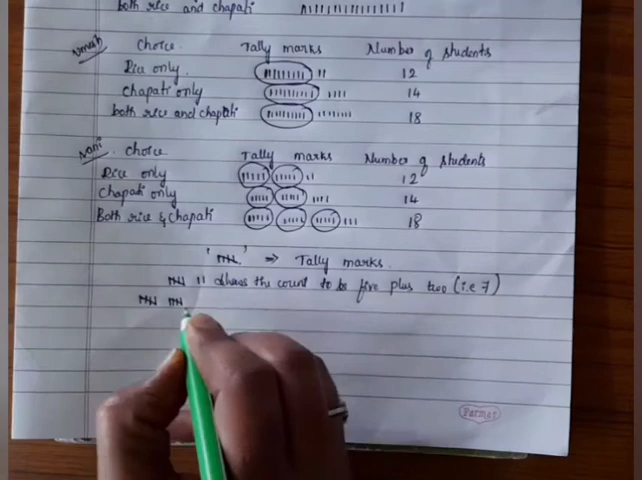 both rice and chapati ||||||||||||||||||
Choice. Tally marks Number of students
Rice only. |||||||||| || 12
Chapati only |||||||||| |||| 14
both rice and chapati |||||||||| |||||||| 18
Nani. choice Tally marks Number of students
Rice only ||||| ||||| || 12
Chapati only ||||| ||||| |||| 14
Both rice & chapati ||||| ||||| ||||| ||| 18
' 𝍸 ' ⇒ Tally marks.
𝍸 || shows the count to be five plus two (i.e 7)
𝍸 𝍸
Parmar